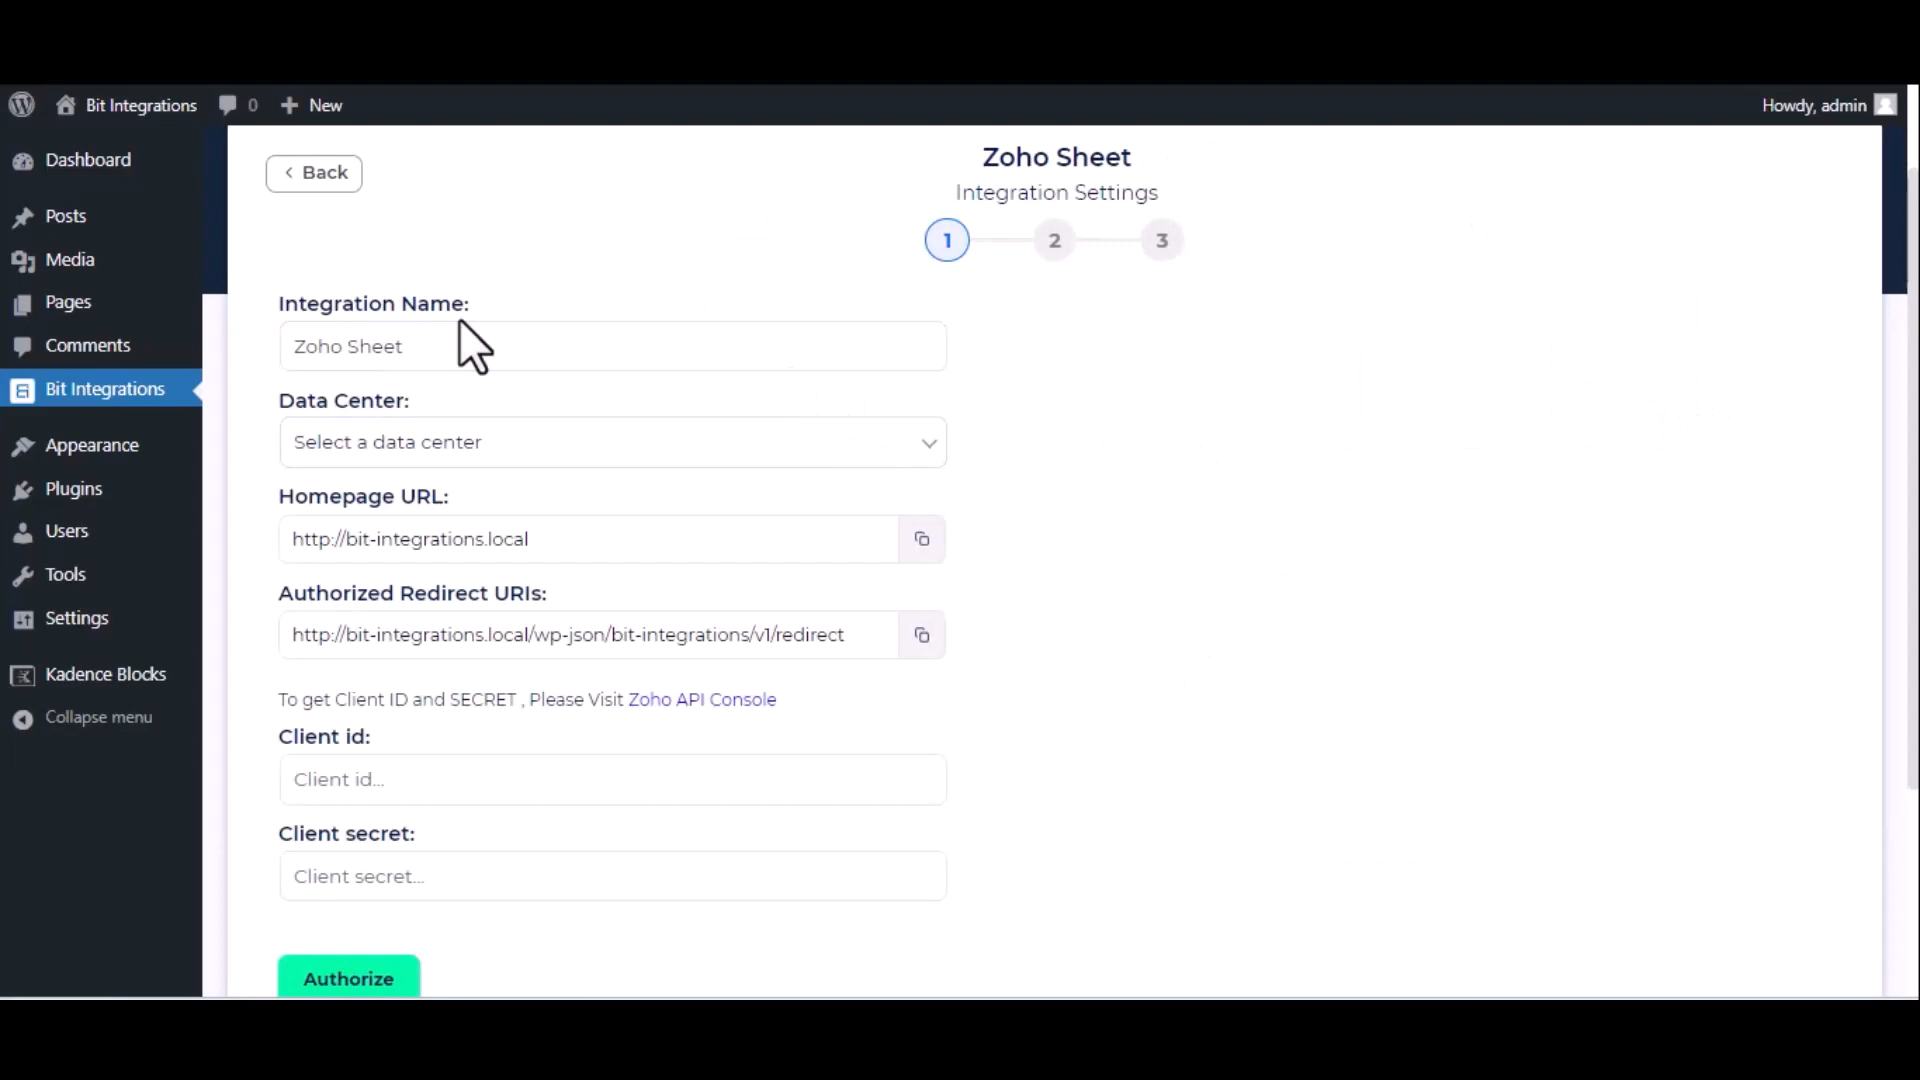 Bit Integrations 0 New Howdy, admin
Dashboard
Posts
Media
Pages
Comments
Bit Integrations
Appearance
Plugins
Users
Tools
Settings
Kadence Blocks
Collapse menu
Back
Zoho Sheet
Integration Settings
1 2 3
Integration Name:
Zoho Sheet
Data Center:
Select a data center
Homepage URL:
http://bit-integrations.local
Authorized Redirect URIs:
http://bit-integrations.local/wp-json/bit-integrations/v1/redirect
To get Client ID and SECRET , Please Visit Zoho API Console
Client id:
Client id...
Client secret:
Client secret...
Authorize